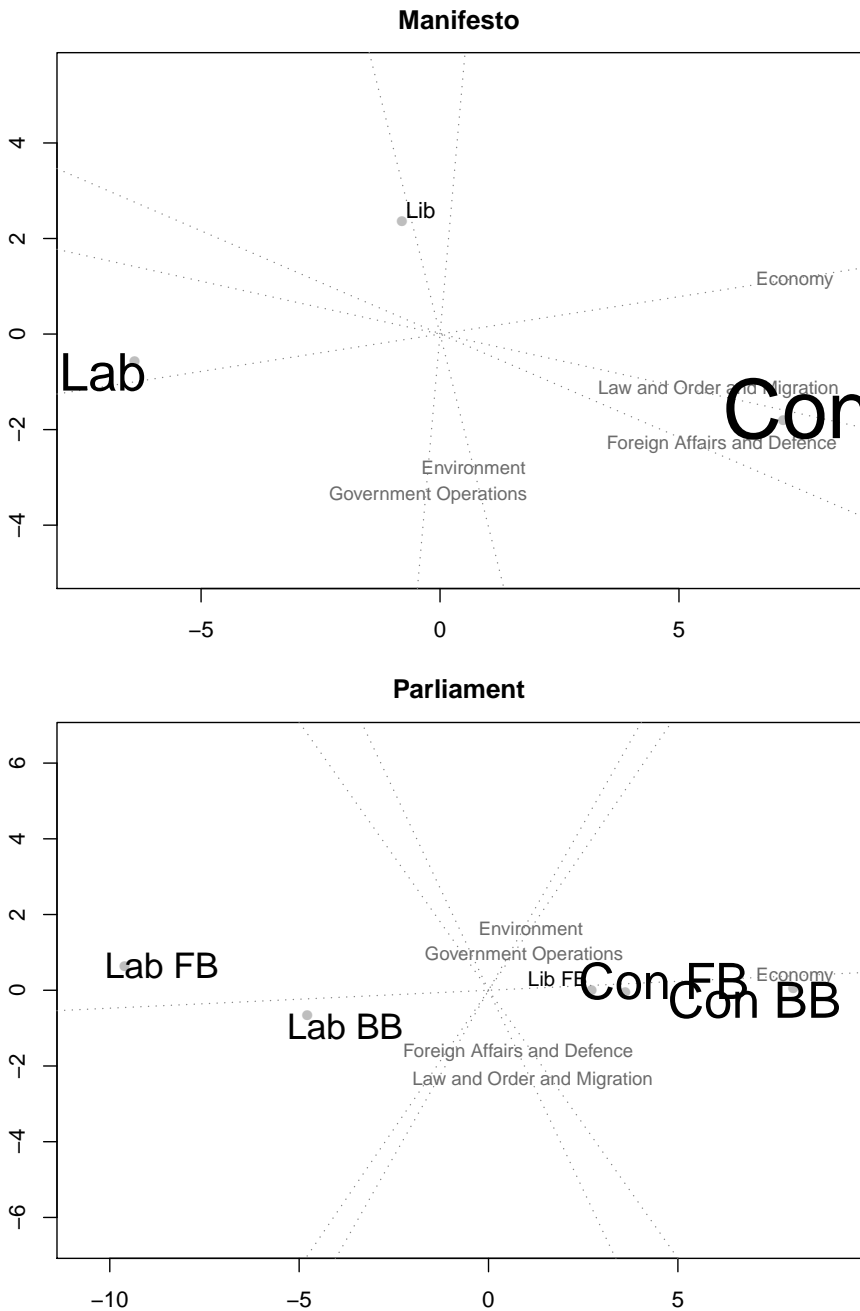 Manifesto
4
2
0
−2
−4
Lib
Economy
Lab
Law and Order and Migration
Con
Foreign Affairs and Defence
Environment
Government Operations
−5 0 5
Parliament
6
4
2
0
−2
−4
−6
Environment
Government Operations
Lab FB
Lib FB
Con FB
Economy
Con BB
Lab BB
Foreign Affairs and Defence
Law and Order and Migration
−10 −5 0 5